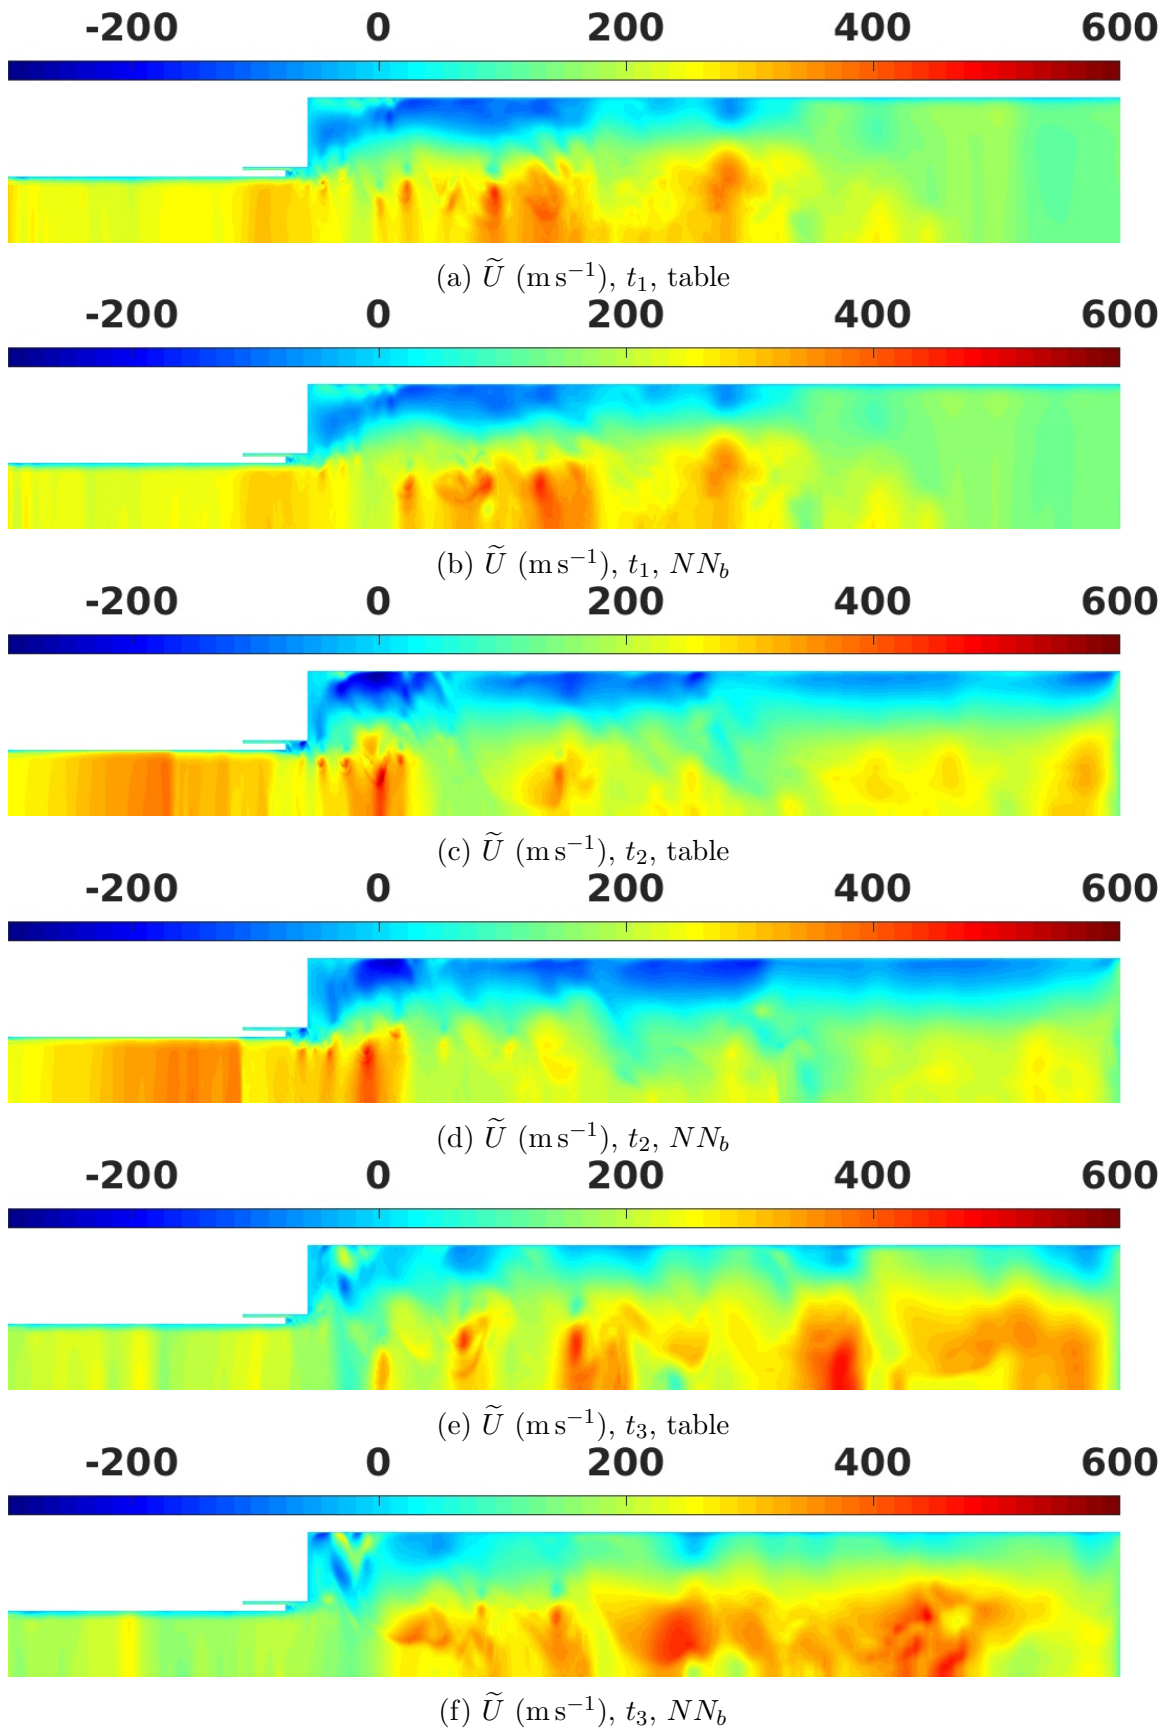 -200 0 200 400 600
(a) Ũ (m s⁻¹), t₁, table
-200 0 200 400 600
(b) Ũ (m s⁻¹), t₁, NN_b
-200 0 200 400 600
(c) Ũ (m s⁻¹), t₂, table
-200 0 200 400 600
(d) Ũ (m s⁻¹), t₂, NN_b
-200 0 200 400 600
(e) Ũ (m s⁻¹), t₃, table
-200 0 200 400 600
(f) Ũ (m s⁻¹), t₃, NN_b